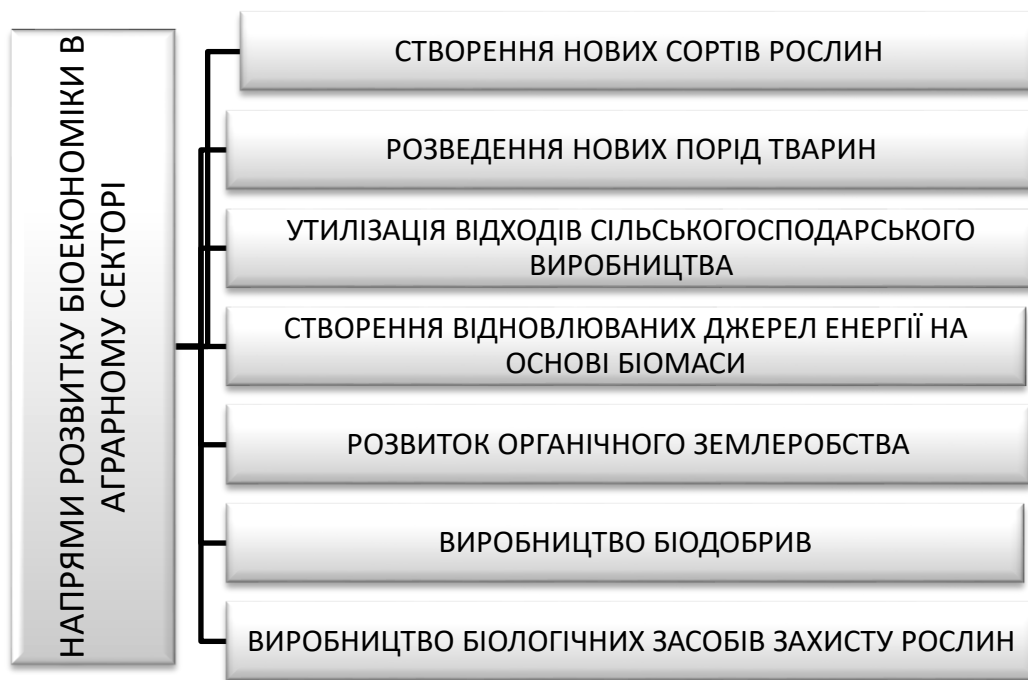 НАПРЯМИ РОЗВИТКУ БІОЕКОНОМІКИ В
АГРАРНОМУ СЕКТОРІ
СТВОРЕННЯ НОВИХ СОРТІВ РОСЛИН
РОЗВЕДЕННЯ НОВИХ ПОРІД ТВАРИН
УТИЛІЗАЦІЯ ВІДХОДІВ СІЛЬСЬКОГОСПОДАРСЬКОГО
ВИРОБНИЦТВА
СТВОРЕННЯ ВІДНОВЛЮВАНИХ ДЖЕРЕЛ ЕНЕРГІЇ НА
ОСНОВІ БІОМАСИ
РОЗВИТОК ОРГАНІЧНОГО ЗЕМЛЕРОБСТВА
ВИРОБНИЦТВО БІОДОБРИВ
ВИРОБНИЦТВО БІОЛОГІЧНИХ ЗАСОБІВ ЗАХИСТУ РОСЛИН